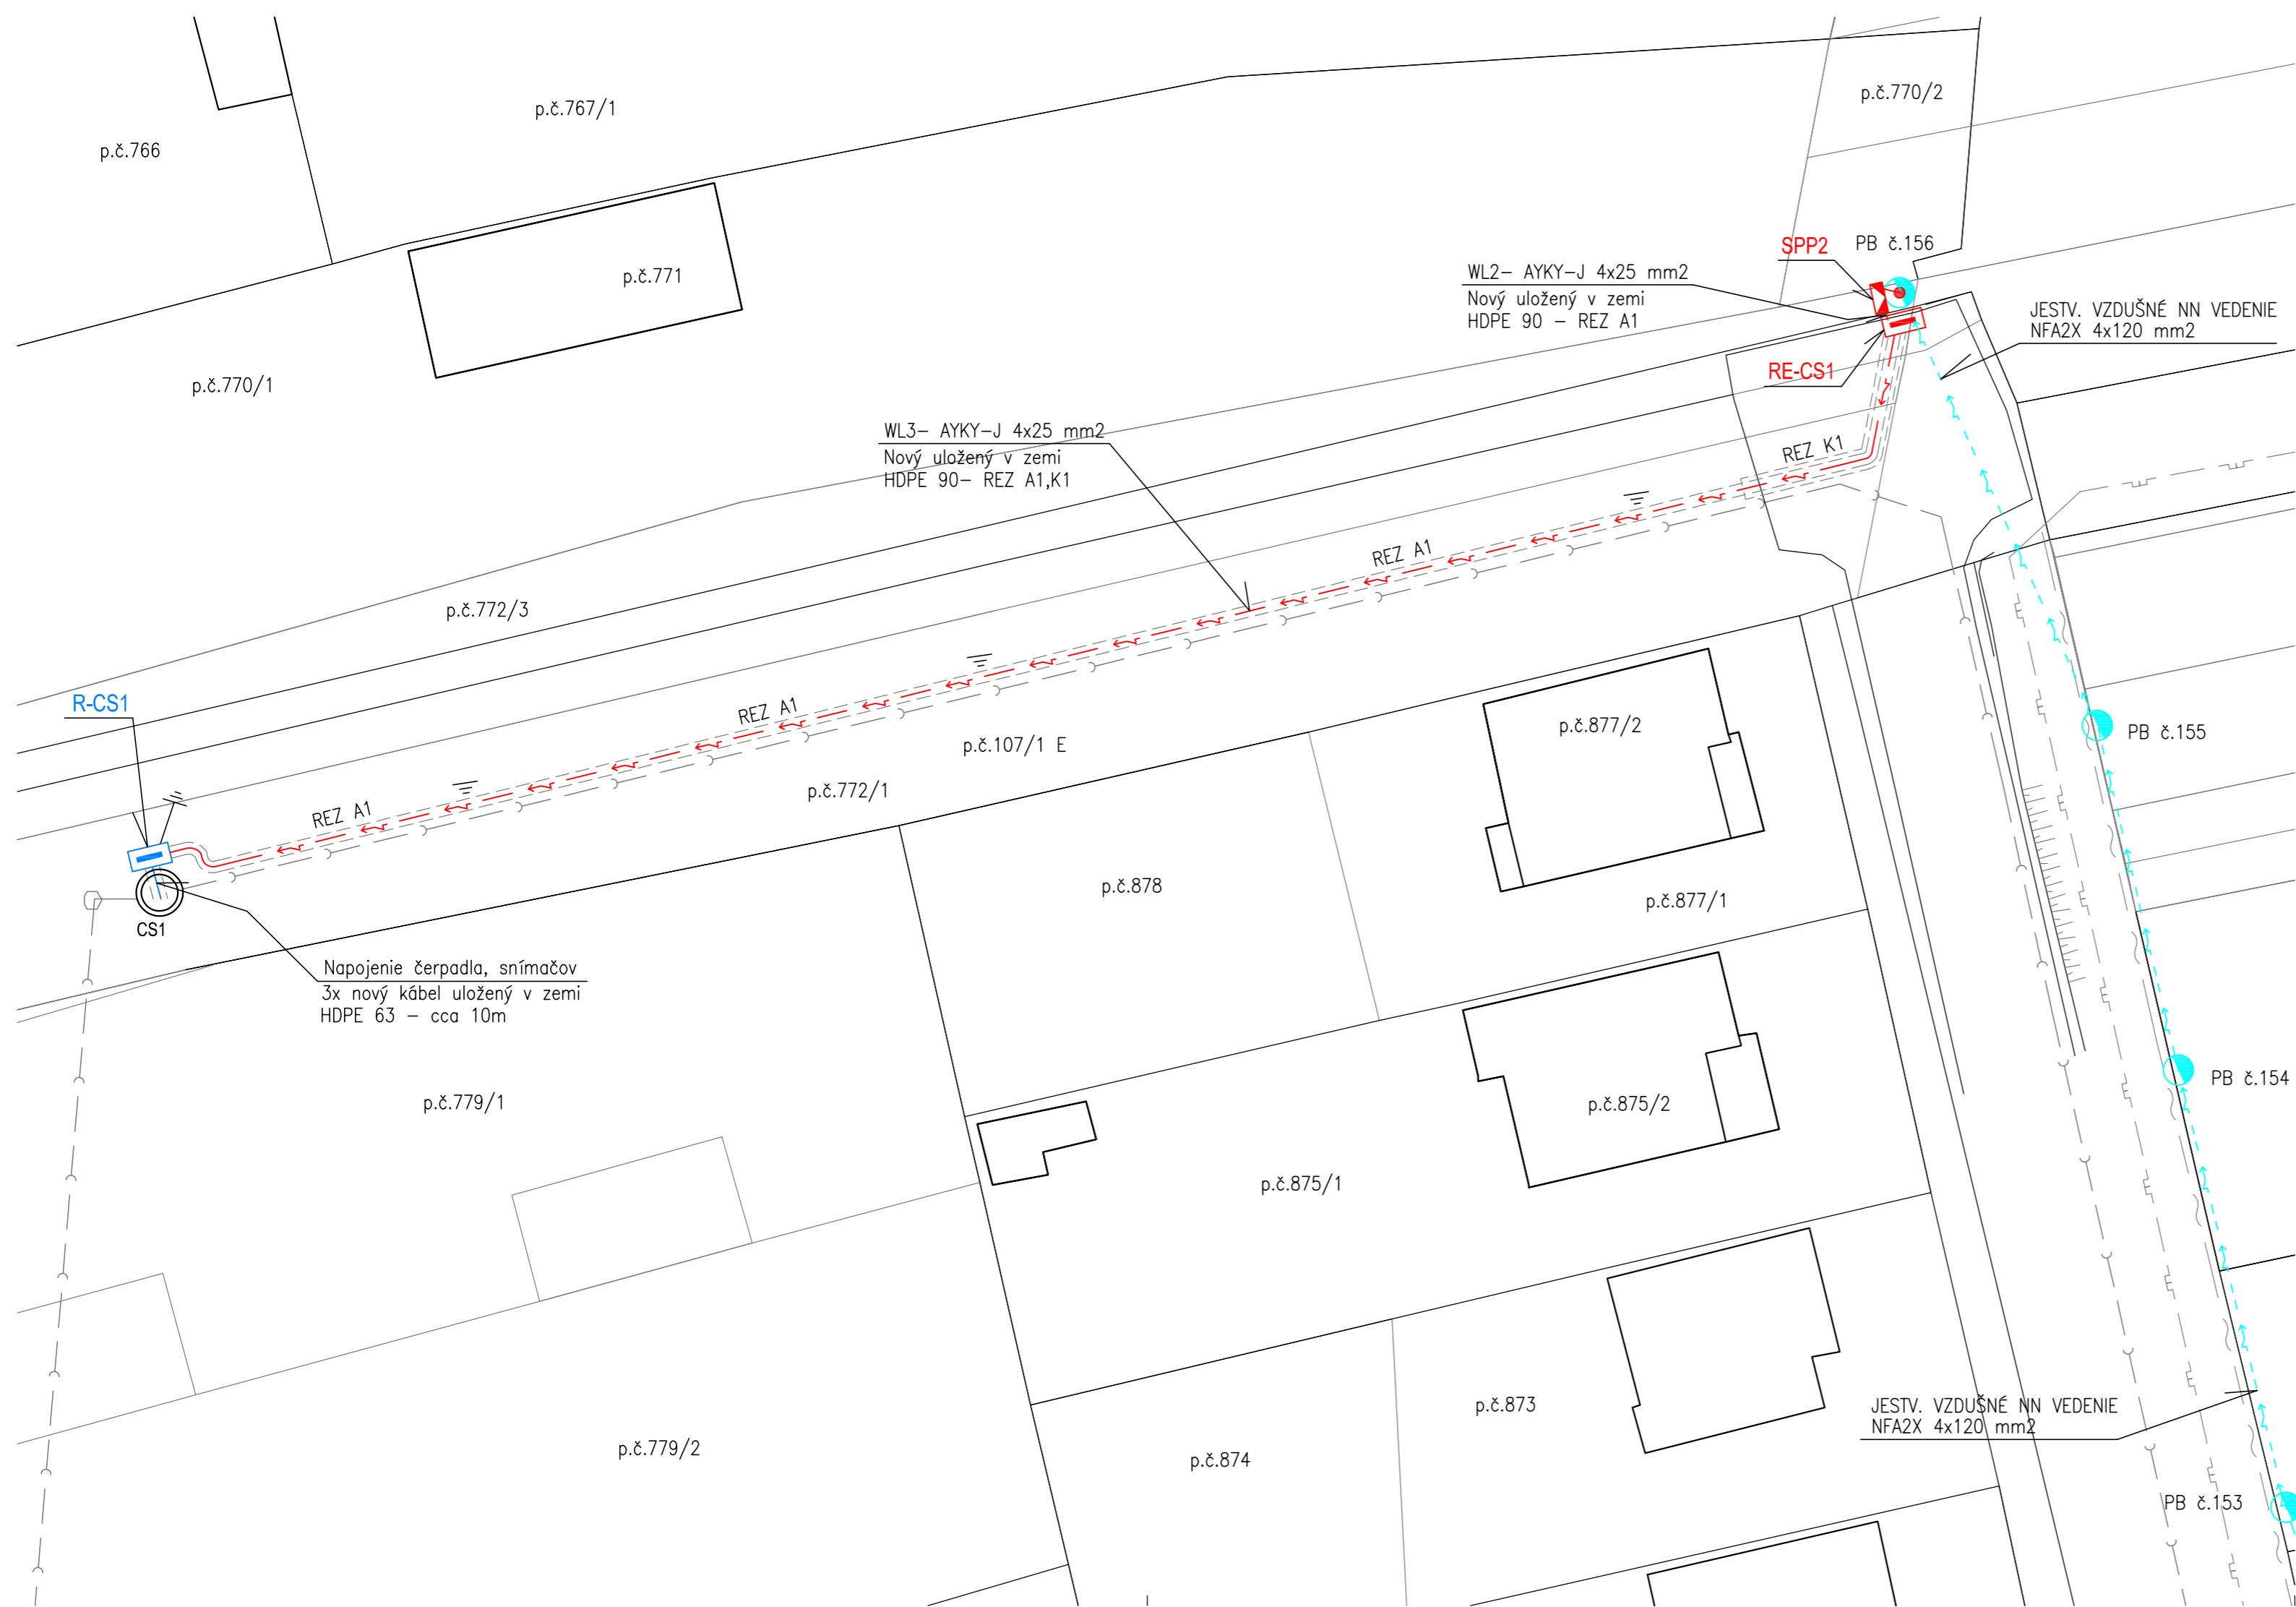 p.č.767/1
p.č.770/2
p.č.766
SPP2
PB č.156
WL2- AYKY-J 4x25 mm2
Nový uložený v zemi
HDPE 90 - REZ A1
p.č.771
JESTV. VZDUŠNÉ NN VEDENIE
NFA2X 4x120 mm2
RE-CS1
p.č.770/1
WL3- AYKY-J 4x25 mm2
Nový uložený v zemi
HDPE 90- REZ A1,K1
REZ K1
REZ A1
p.č.772/3
R-CS1
REZ A1
p.č.877/2
PB č.155
p.č.107/1 E
p.č.772/1
REZ A1
p.č.878
p.č.877/1
CS1
Napojenie čerpadla, snímačov
3x nový kábel uložený v zemi
HDPE 63 - cca 10m
PB č.154
p.č.779/1
p.č.875/2
p.č.875/1
p.č.873
JESTV. VZDUŠNÉ NN VEDENIE
NFA2X 4x120 mm2
p.č.779/2
p.č.874
PB č.153